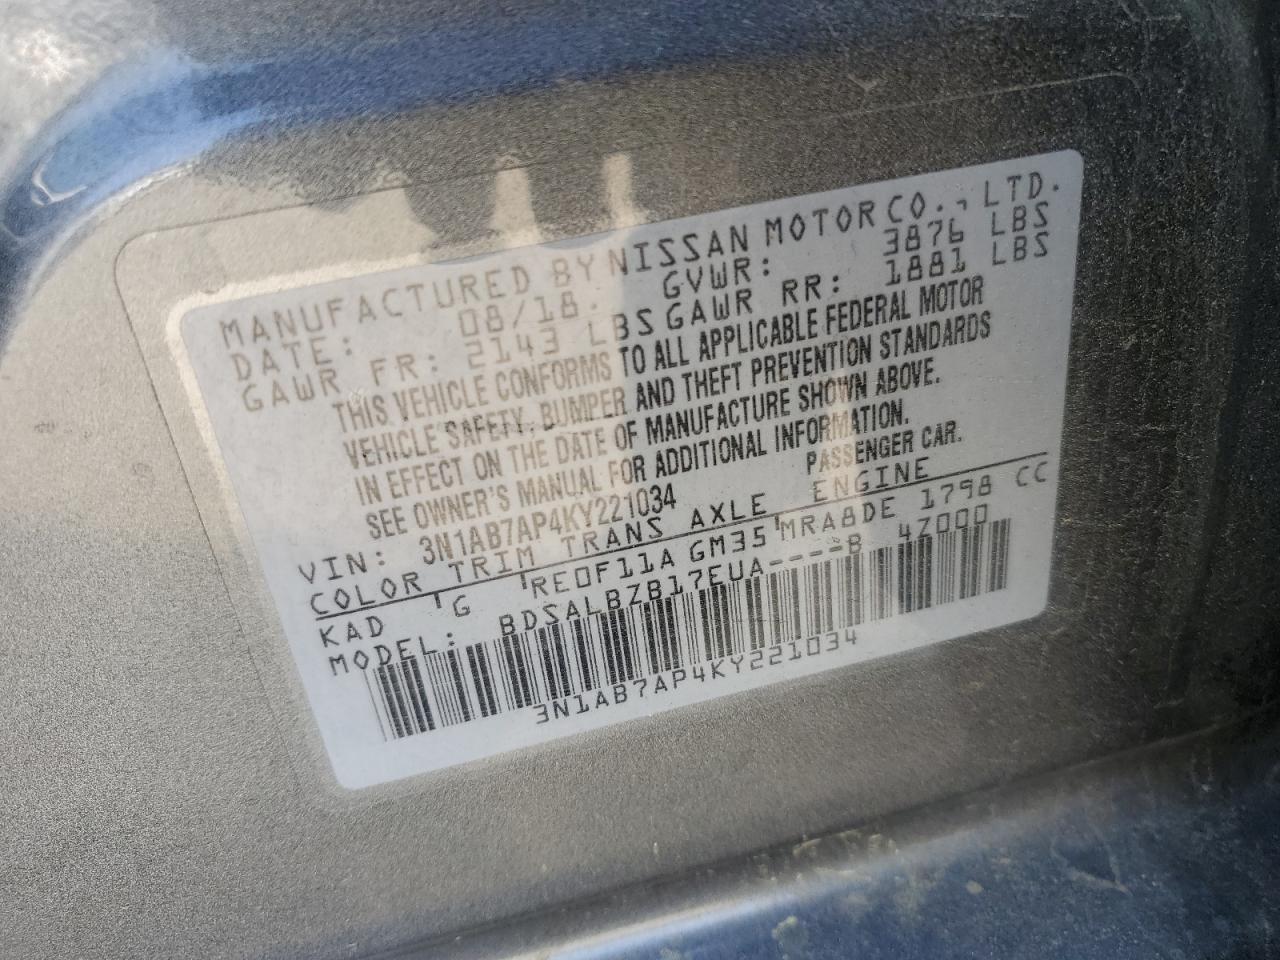 MANUFACTURED BY NISSAN MOTOR CO., LTD.
DATE: 08/18 GVWR: 3876 LBS
GAWR FR: 2143 LBS GAWR RR: 1881 LBS
THIS VEHICLE CONFORMS TO ALL APPLICABLE FEDERAL MOTOR
VEHICLE SAFETY, BUMPER AND THEFT PREVENTION STANDARDS
IN EFFECT ON THE DATE OF MANUFACTURE SHOWN ABOVE.
SEE OWNER'S MANUAL FOR ADDITIONAL INFORMATION.
VIN: 3N1AB7AP4KY221034 PASSENGER CAR.
COLOR TRIM TRANS AXLE ENGINE
KAD G RE0F11A GM35 MRA8DE 1798 CC
MODEL: BDSALBZB17EUA----B 4Z000
3N1AB7AP4KY221034